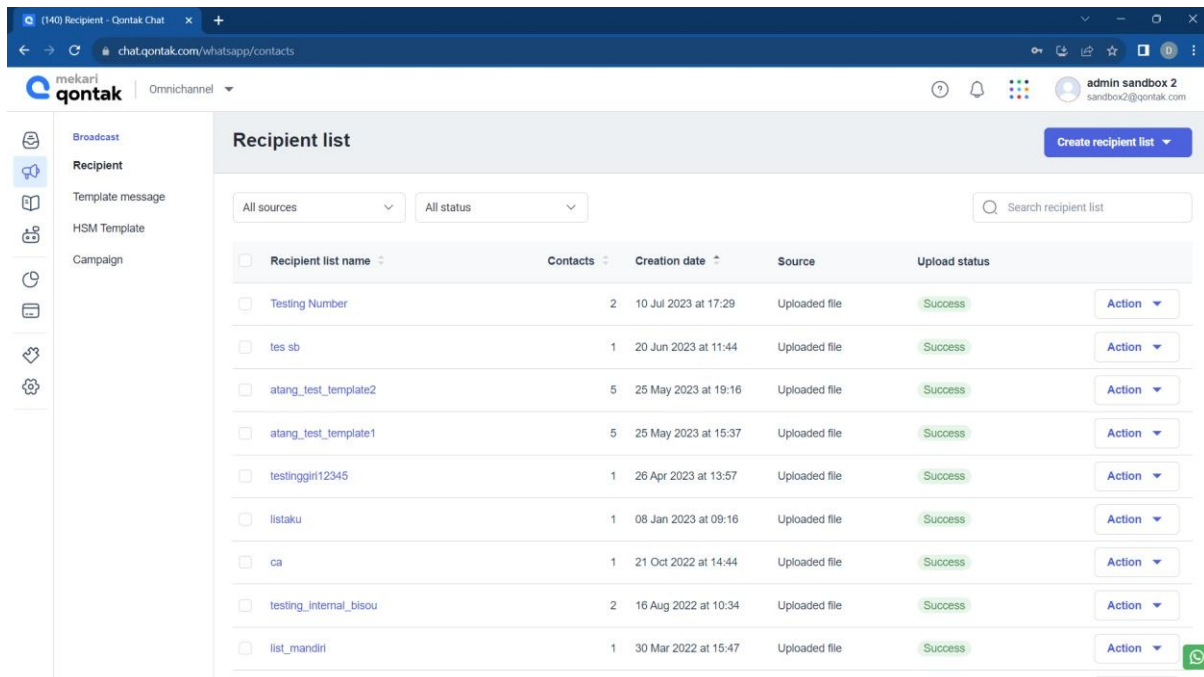 (140) Recipient - Qontak Chat
chat.qontak.com/whatsapp/contacts
D
mekari
qontak
Omnichannel
admin sandbox 2
sandbox2@qontak.com
Broadcast
Recipient
Template message
HSM Template
Campaign
Recipient list
Create recipient list
All sources
All status
Search recipient list
Recipient list name Contacts Creation date Source Upload status
Testing Number 2 10 Jul 2023 at 17:29 Uploaded file Success Action
tes sb 1 20 Jun 2023 at 11:44 Uploaded file Success Action
atang_test_template2 5 25 May 2023 at 19:16 Uploaded file Success Action
atang_test_template1 5 25 May 2023 at 15:37 Uploaded file Success Action
testinggiri12345 1 26 Apr 2023 at 13:57 Uploaded file Success Action
listaku 1 08 Jan 2023 at 09:16 Uploaded file Success Action
ca 1 21 Oct 2022 at 14:44 Uploaded file Success Action
testing_internal_bisou 2 16 Aug 2022 at 10:34 Uploaded file Success Action
list_mandiri 1 30 Mar 2022 at 15:47 Uploaded file Success Action